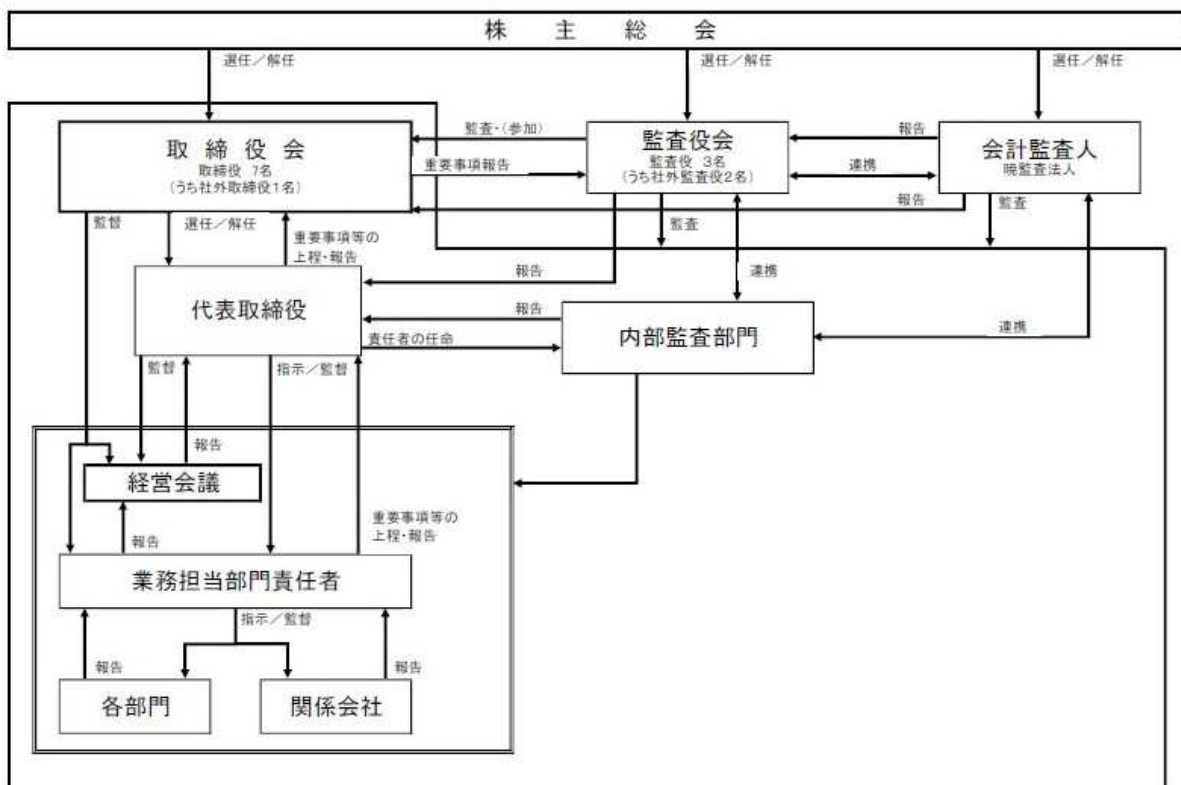 株 主 総 会
選任／解任
選任／解任
選任／解任
取 締 役 会
取締役 7名
（うち社外取締役1名）
監査・（参加）
重要事項報告
監査役会
監査役 3名
（うち社外監査役2名）
報告
連携
会計監査人
暁監査法人
報告
監督
選任／解任
重要事項等の
上程・報告
監査
監査
報告
連携
代表取締役
報告
責任者の任命
内部監査部門
連携
監督
指示／監督
報告
経営会議
報告
重要事項等の
上程・報告
業務担当部門責任者
指示／監督
報告
報告
各部門
関係会社